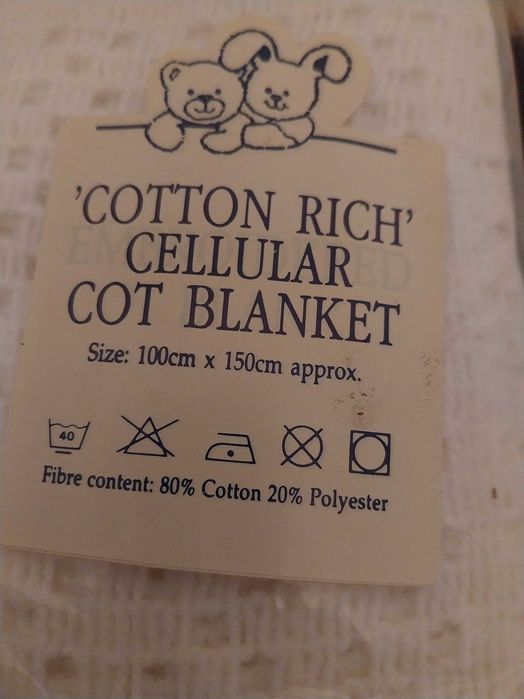 'COTTON RICH'
CELLULAR
COT BLANKET
Size: 100cm x 150cm approx.
40
Fibre content: 80% Cotton 20% Polyester